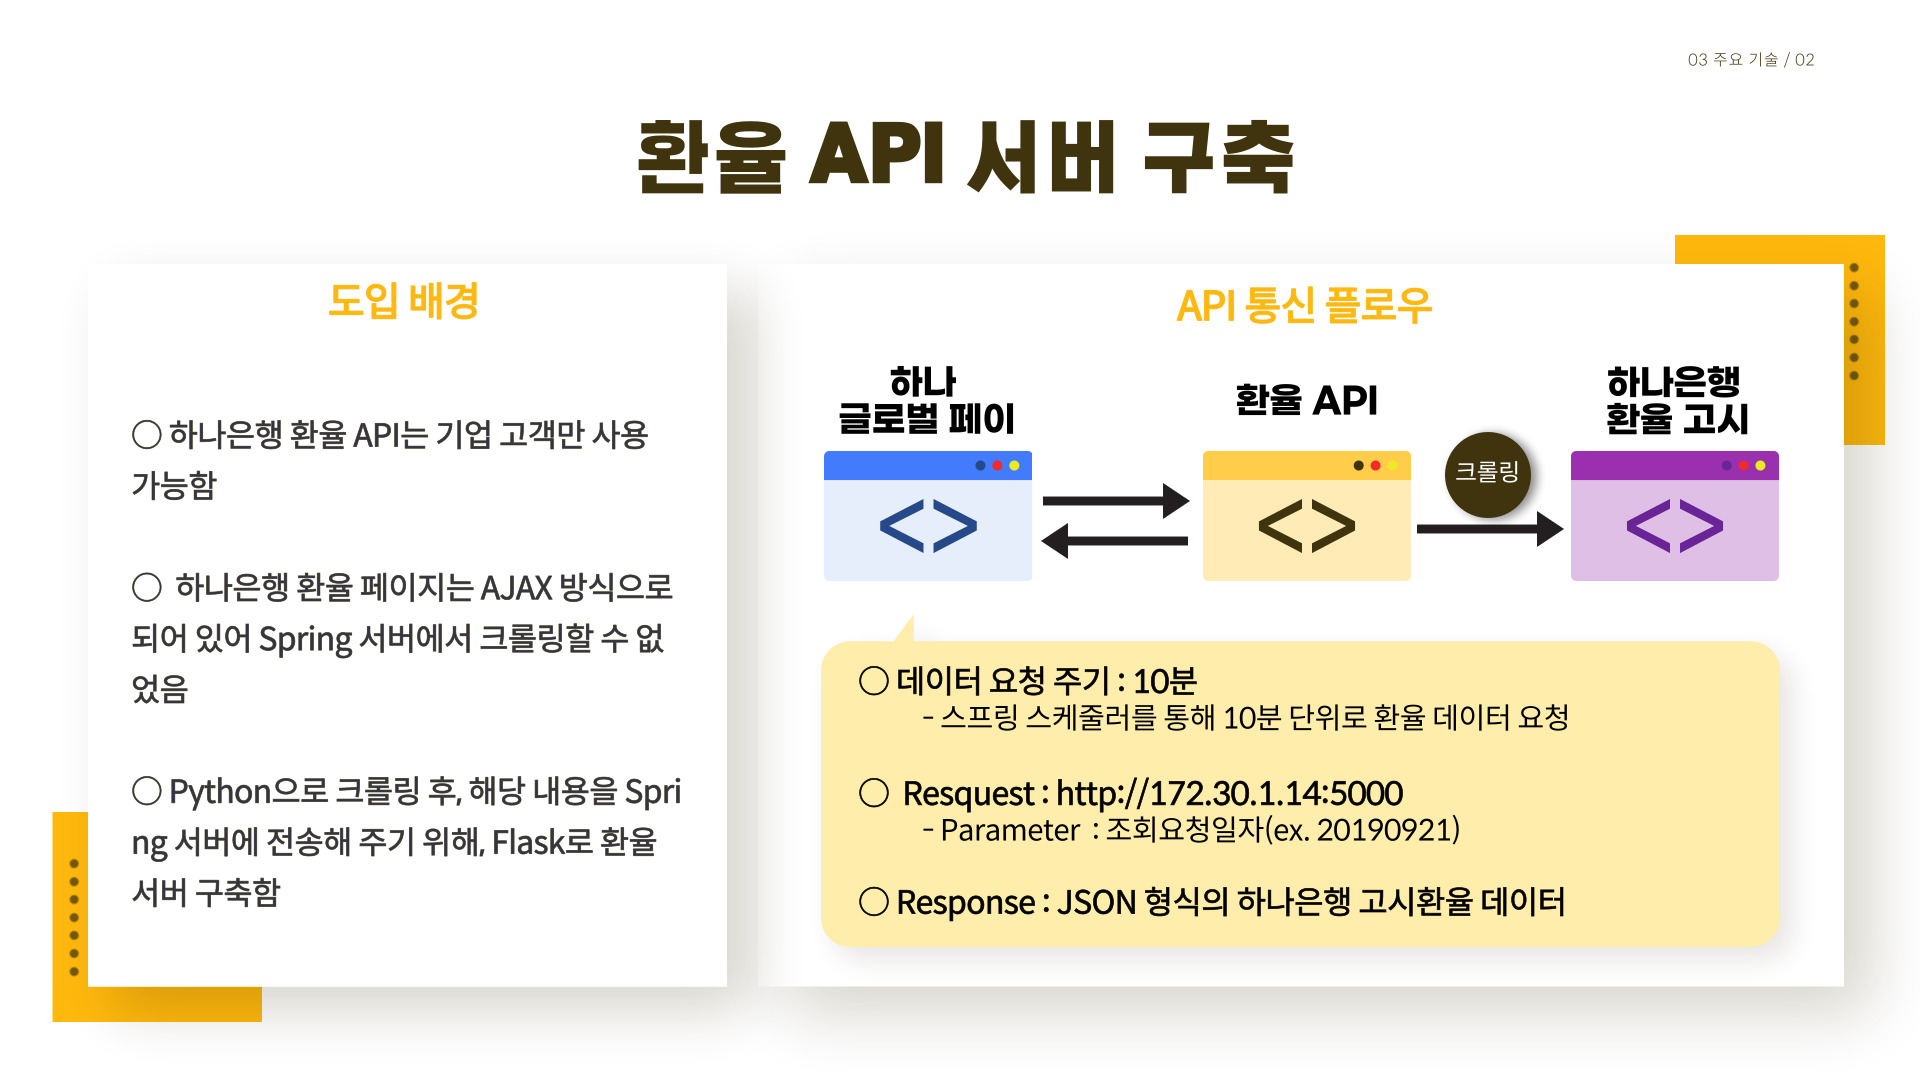 03 주요 기술 / 02
환율 API 서버 구축
도입 배경
○ 하나은행 환율 API는 기업 고객만 사용
가능함
○ 하나은행 환율 페이지는 AJAX 방식으로
되어 있어 Spring 서버에서 크롤링할 수 없
었음
○ Python으로 크롤링 후, 해당 내용을 Spri
ng 서버에 전송해 주기 위해, Flask로 환율
서버 구축함
API 통신 플로우
하나
글로벌 페이
환율 API
하나은행
환율 고시
<>
<>
크롤링
<>
○ 데이터 요청 주기 : 10분
- 스프링 스케줄러를 통해 10분 단위로 환율 데이터 요청
○ Resquest : http://172.30.1.14:5000
- Parameter : 조회요청일자(ex. 20190921)
○ Response : JSON 형식의 하나은행 고시환율 데이터